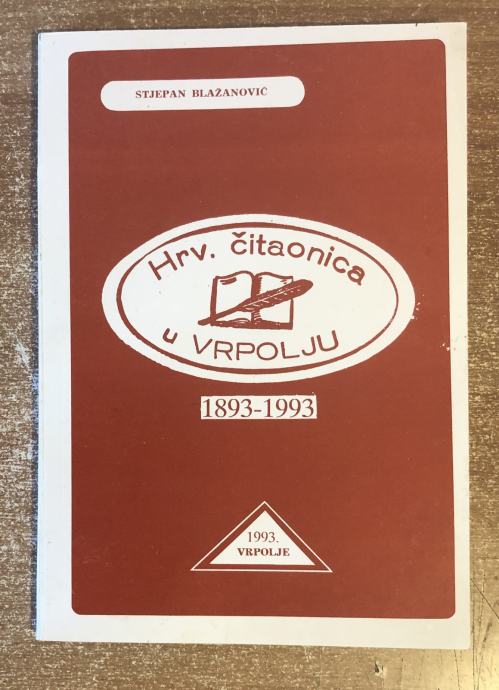 STJEPAN BLAŽANOVIĆ
Hrv. čitaonica
u VRPOLJU
1893-1993
1993.
VRPOLJE